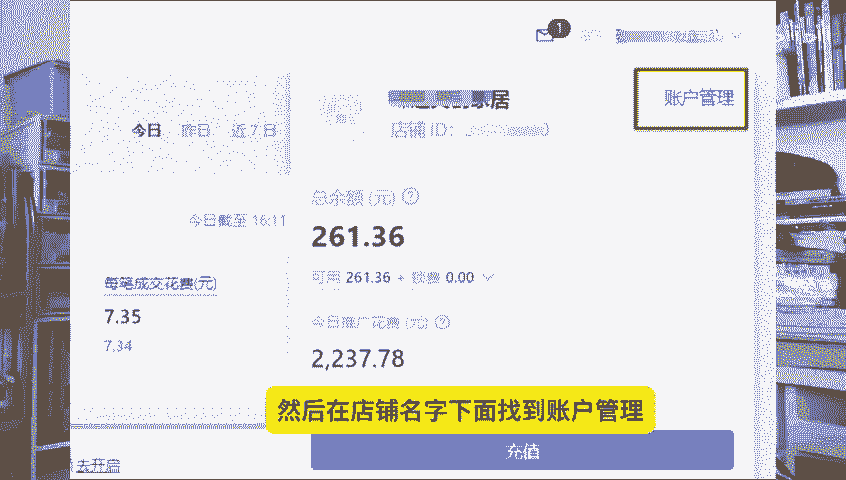 1
账户管理
家居
今日 昨日 近7日
店铺 ID:
总余额 (元) ?
今日截至 16:11
261.36
可用 261.36 + 0.00
每笔成交花费(元)
今日推广花费 (元) ?
7.35
7.34
2,237.78
然后在店铺名字下面找到账户管理
充值
去开启